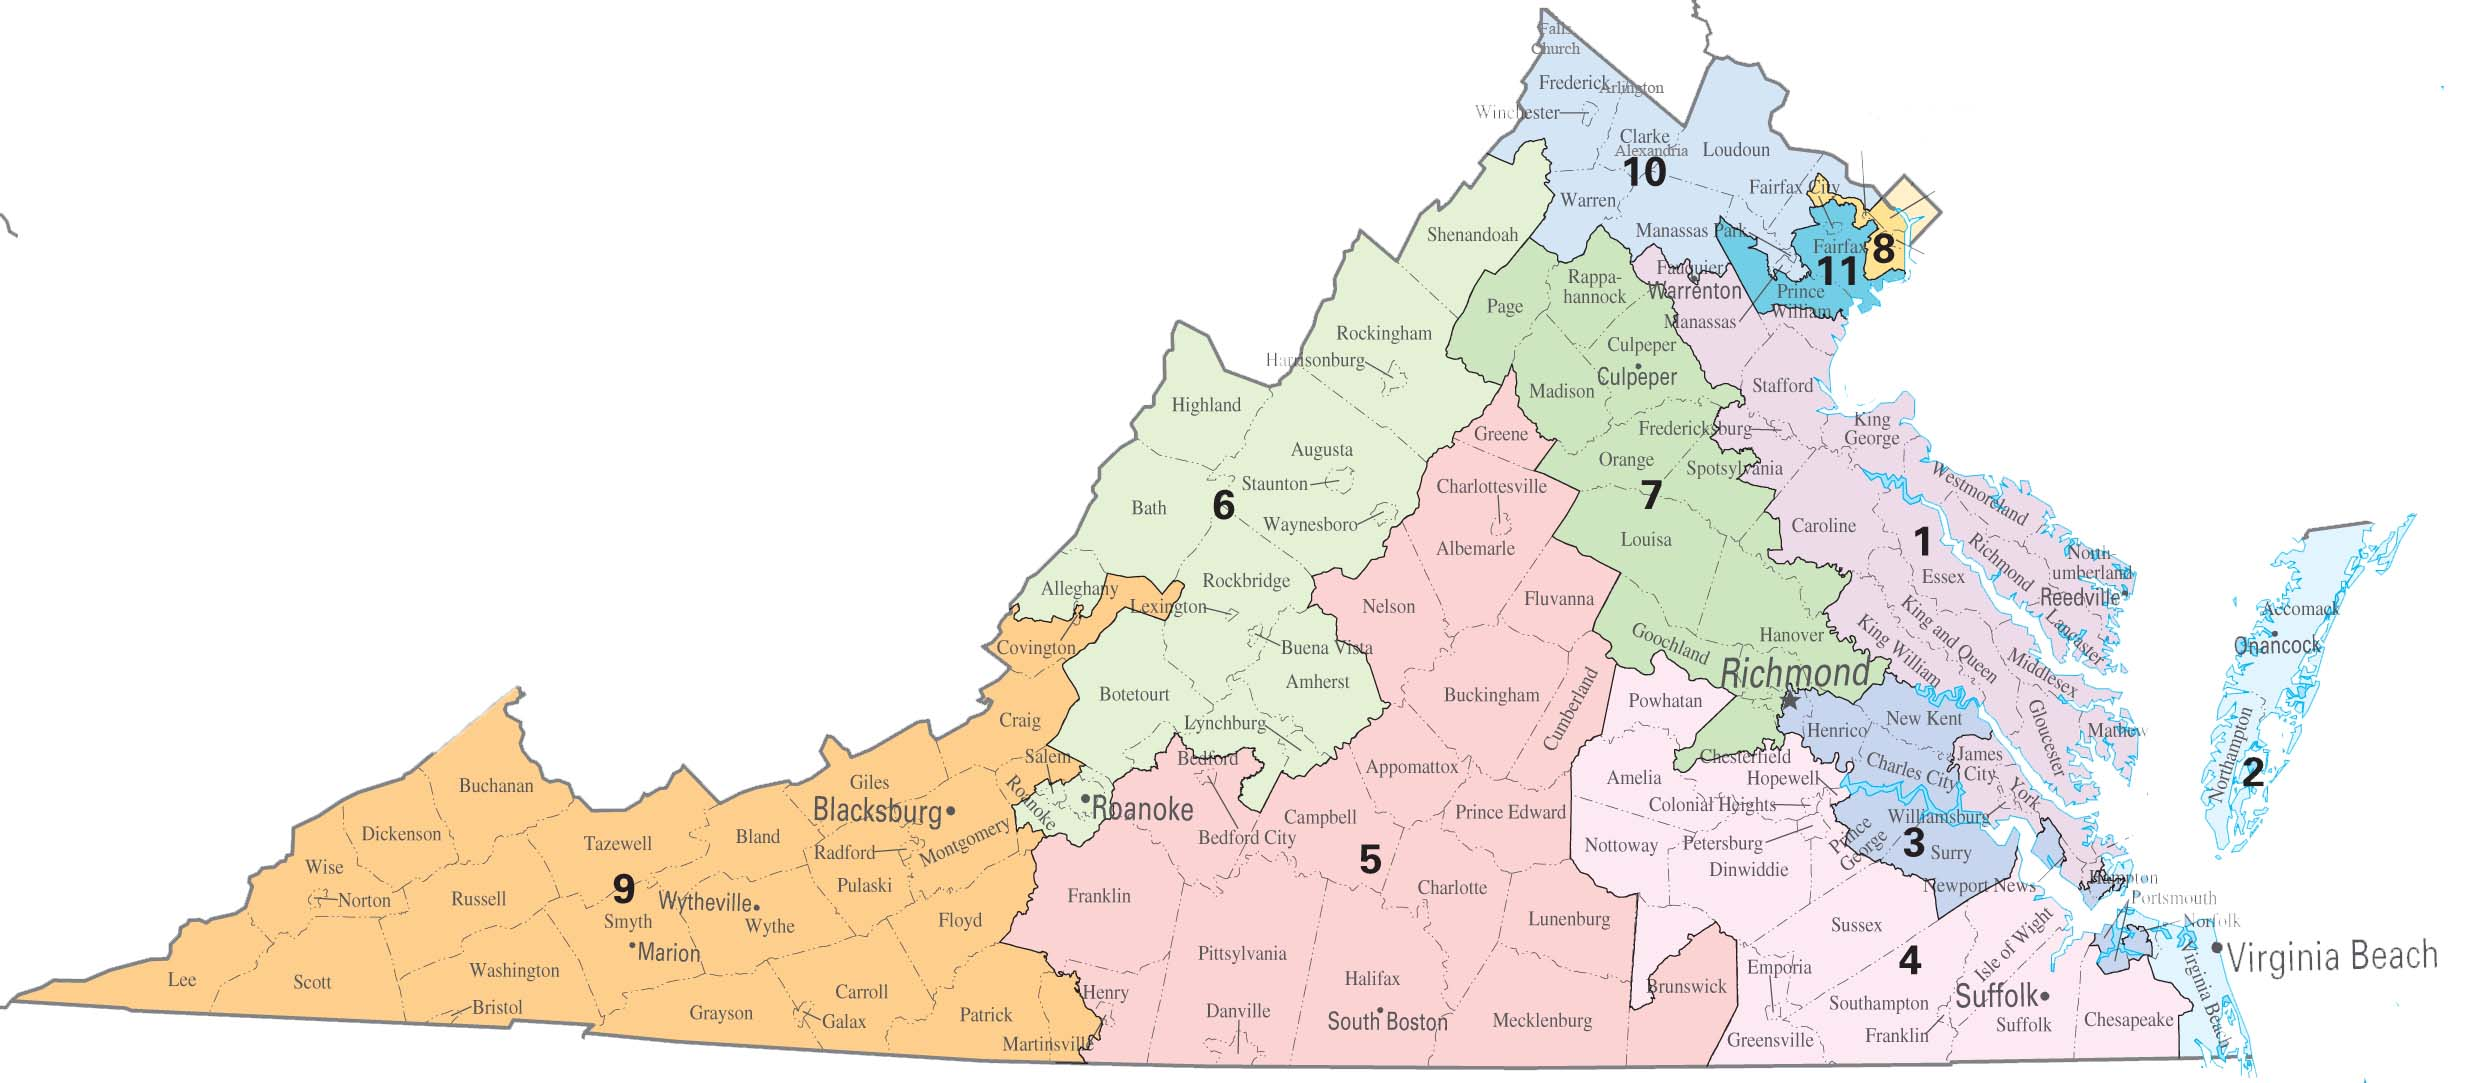 Falls
Church
Frederick
Arlington
Winchester
Clarke
Alexandria
Loudoun
10
Warren
Fairfax City
Shenandoah
Manassas Park
Fairfax
8
11
Fauquier
Warrenton
Prince
William
Manassas
Rappa-
hannock
Page
Rockingham
Harrisonburg
Culpeper
Culpeper
Madison
Stafford
Highland
King
George
Greene
Fredericksburg
Augusta
Orange
Spotsylvania
Staunton
Charlottesville
7
Westmoreland
Bath
6
Waynesboro
Caroline
1
Albemarle
Louisa
Richmond
North-
umberland
Essex
Reedville
Alleghany
Rockbridge
Lexington
Nelson
Fluvanna
Accomack
Onancock
King and Queen
Lancaster
King William
Goochland
Hanover
Covington
Buena Vista
Richmond
Middlesex
Botetourt
Amherst
Buckingham
Cumberland
Powhatan
Craig
Lynchburg
Henrico
New Kent
Gloucester
Mathew
Northampton
2
Salem
Bedford
Appomattox
Chesterfield
James
City
Charles City
York
Buchanan
Giles
Amelia
Hopewell
Roanoke
Roanoke
Blacksburg
Colonial Heights
Bedford City
Campbell
Prince Edward
Williamsburg
Dickenson
Tazewell
Bland
Radford
Montgomery
Nottoway
Petersburg
Prince
George
3
Surry
Wise
Norton
9
Pulaski
5
Dinwiddie
Russell
Wytheville
Franklin
Charlotte
Newport News
Hampton
Portsmouth
Smyth
Wythe
Floyd
Lunenburg
Sussex
Isle of Wight
Norfolk
Marion
Pittsylvania
4
Virginia Beach
Virginia Beach
Lee
Scott
Washington
Halifax
Emporia
Brunswick
Henry
Carroll
Suffolk
Bristol
Grayson
Galax
Patrick
Danville
South Boston
Mecklenburg
Southampton
Franklin
Suffolk
Chesapeake
Martinsville
Greensville